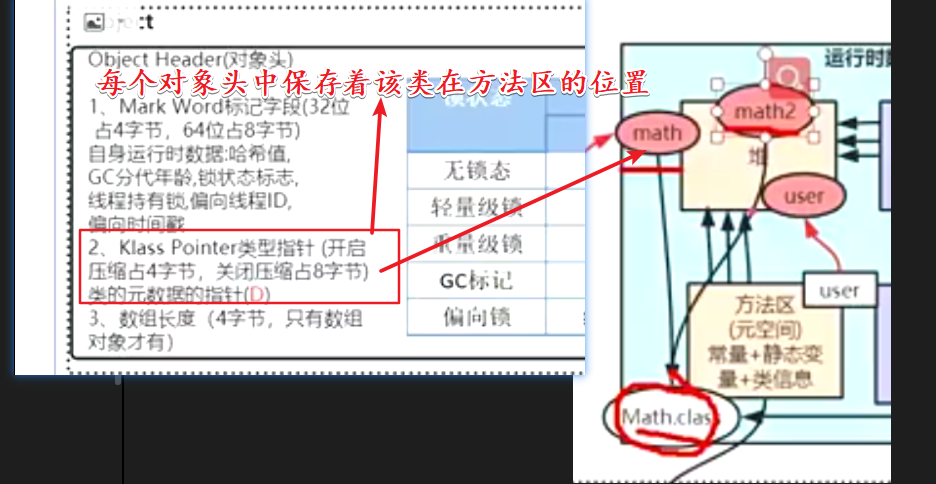 Object Header(对象头)
每个对象头中保存着该类在方法区的位置
1、Mark Word标记字段(32位
占4字节，64位占8字节)
自身运行时数据:哈希值,
GC分代年龄,锁状态标志,
线程持有锁,偏向线程ID,
偏向时间戳
2、Klass Pointer类型指针 (开启
压缩占4字节，关闭压缩占8字节)
类的元数据的指针(D)
3、数组长度（4字节，只有数组
对象才有）
锁状态
无锁态
轻量级锁
重量级锁
GC标记
偏向锁
运行时数
math
math2
堆
user
user
方法区
(元空间)
常量+静态变
量+类信息
Math.clas